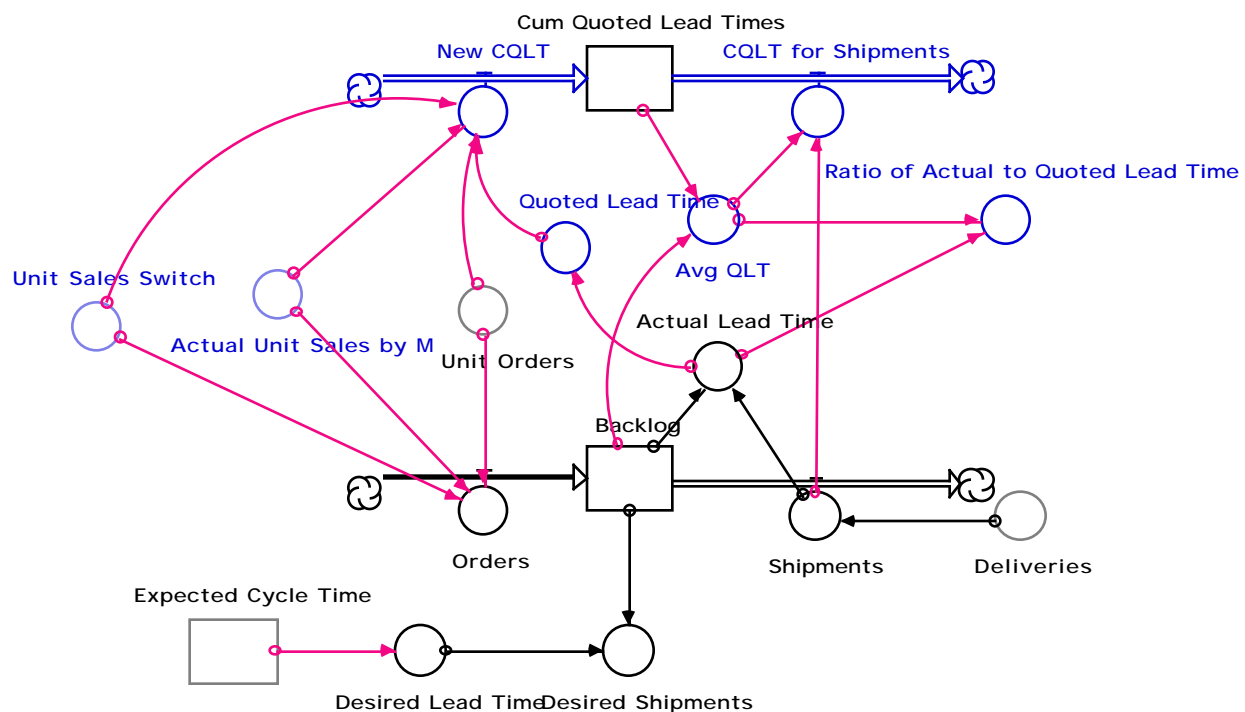 Cum Quoted Lead Times
New CQLT
CQLT for Shipments
Ratio of Actual to Quoted Lead Time
Quoted Lead Time
Avg QLT
Unit Sales Switch
Actual Lead Time
Actual Unit Sales by M
Unit Orders
Backlog
Orders
Shipments
Deliveries
Expected Cycle Time
Desired Lead Time
Desired Shipments